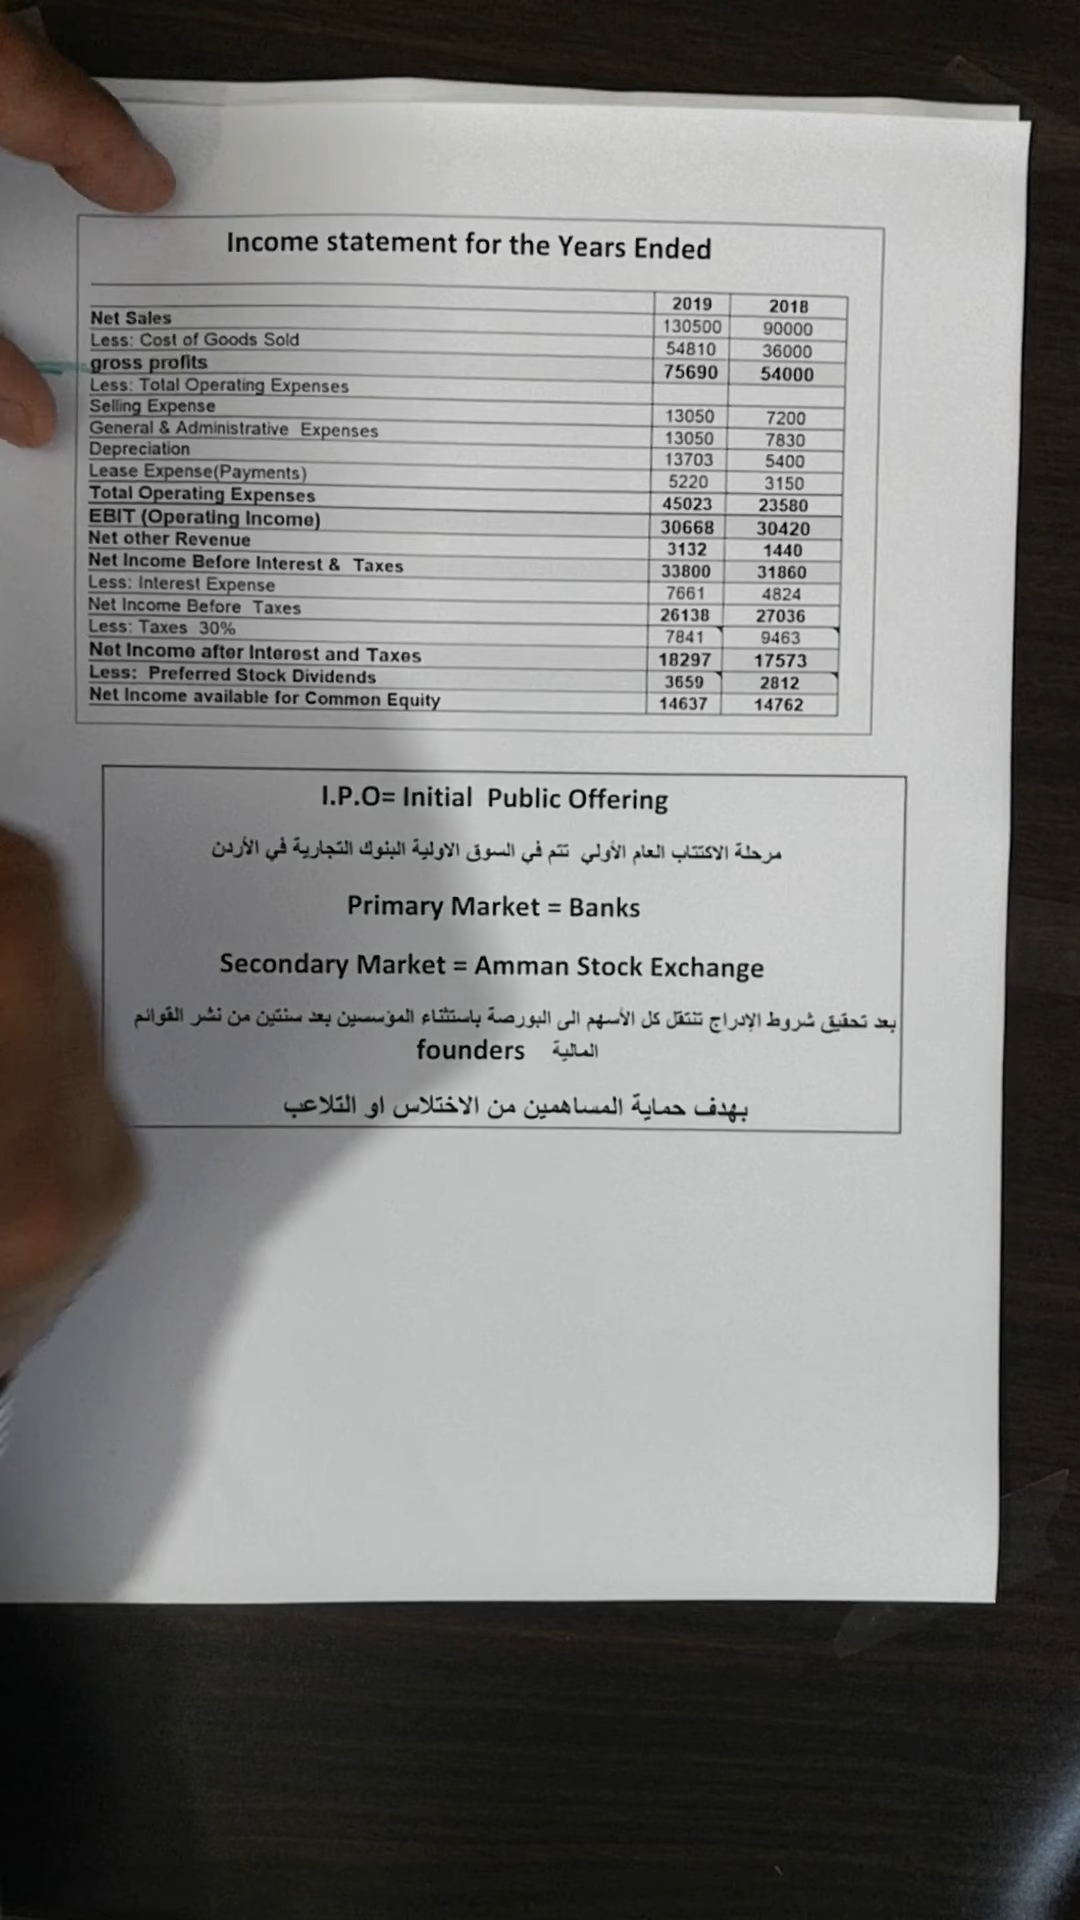 Income statement for the Years Ended
2019 2018
Net Sales 130500 90000
Less: Cost of Goods Sold 54810 36000
gross profits 75690 54000
Less: Total Operating Expenses
Selling Expense 13050 7200
General & Administrative Expenses 13050 7830
Depreciation 13703 5400
Lease Expense(Payments) 5220 3150
Total Operating Expenses 45023 23580
EBIT (Operating Income) 30668 30420
Net other Revenue 3132 1440
Net Income Before Interest & Taxes 33800 31860
Less: Interest Expense 7661 4824
Net Income Before Taxes 26138 27036
Less: Taxes 30% 7841 9463
Net Income after Interest and Taxes 18297 17573
Less: Preferred Stock Dividends 3659 2812
Net Income available for Common Equity 14637 14762
I.P.O= Initial Public Offering
مرحلة الاكتتاب العام الأولي تتم في السوق الاولية البنوك التجارية في الأردن
Primary Market = Banks
Secondary Market = Amman Stock Exchange
بعد تحقيق شروط الإدراج تنتقل كل الأسهم الى البورصة باستثناء المؤسسين بعد سنتين من نشر القوائم
المالية founders
بهدف حماية المساهمين من الاختلاس او التلاعب